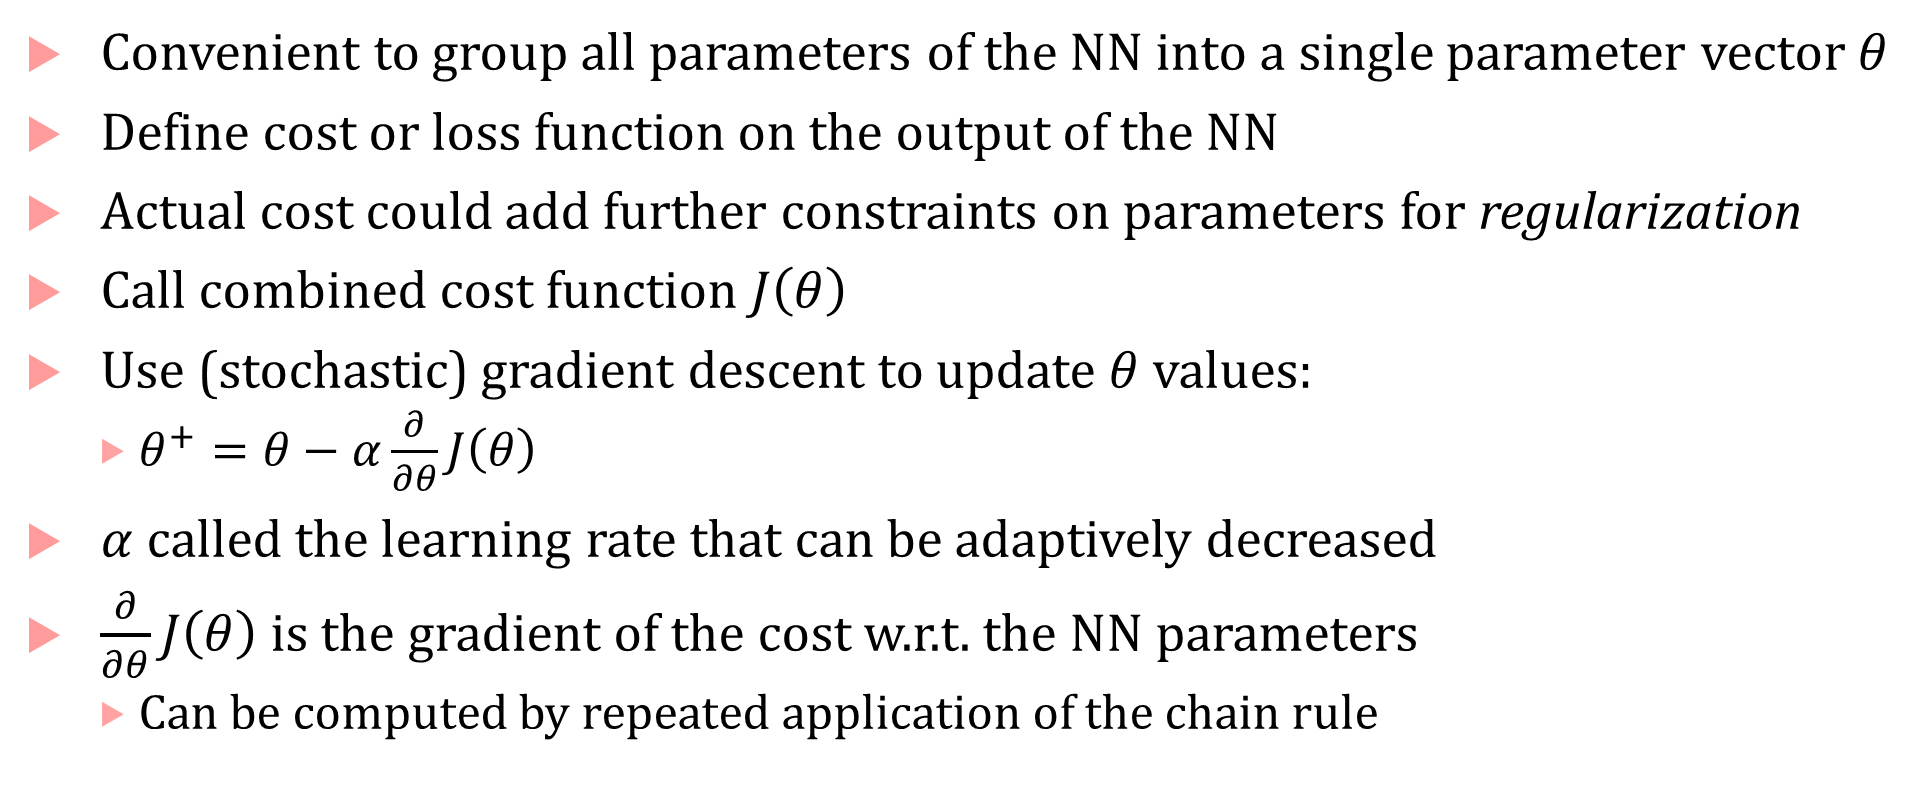 Convenient to group all parameters of the NN into a single parameter vector θ
Define cost or loss function on the output of the NN
Actual cost could add further constraints on parameters for regularization
Call combined cost function J(θ)
Use (stochastic) gradient descent to update θ values:
θ⁺ = θ − α ∂/∂θ J(θ)
α called the learning rate that can be adaptively decreased
∂/∂θ J(θ) is the gradient of the cost w.r.t. the NN parameters
Can be computed by repeated application of the chain rule